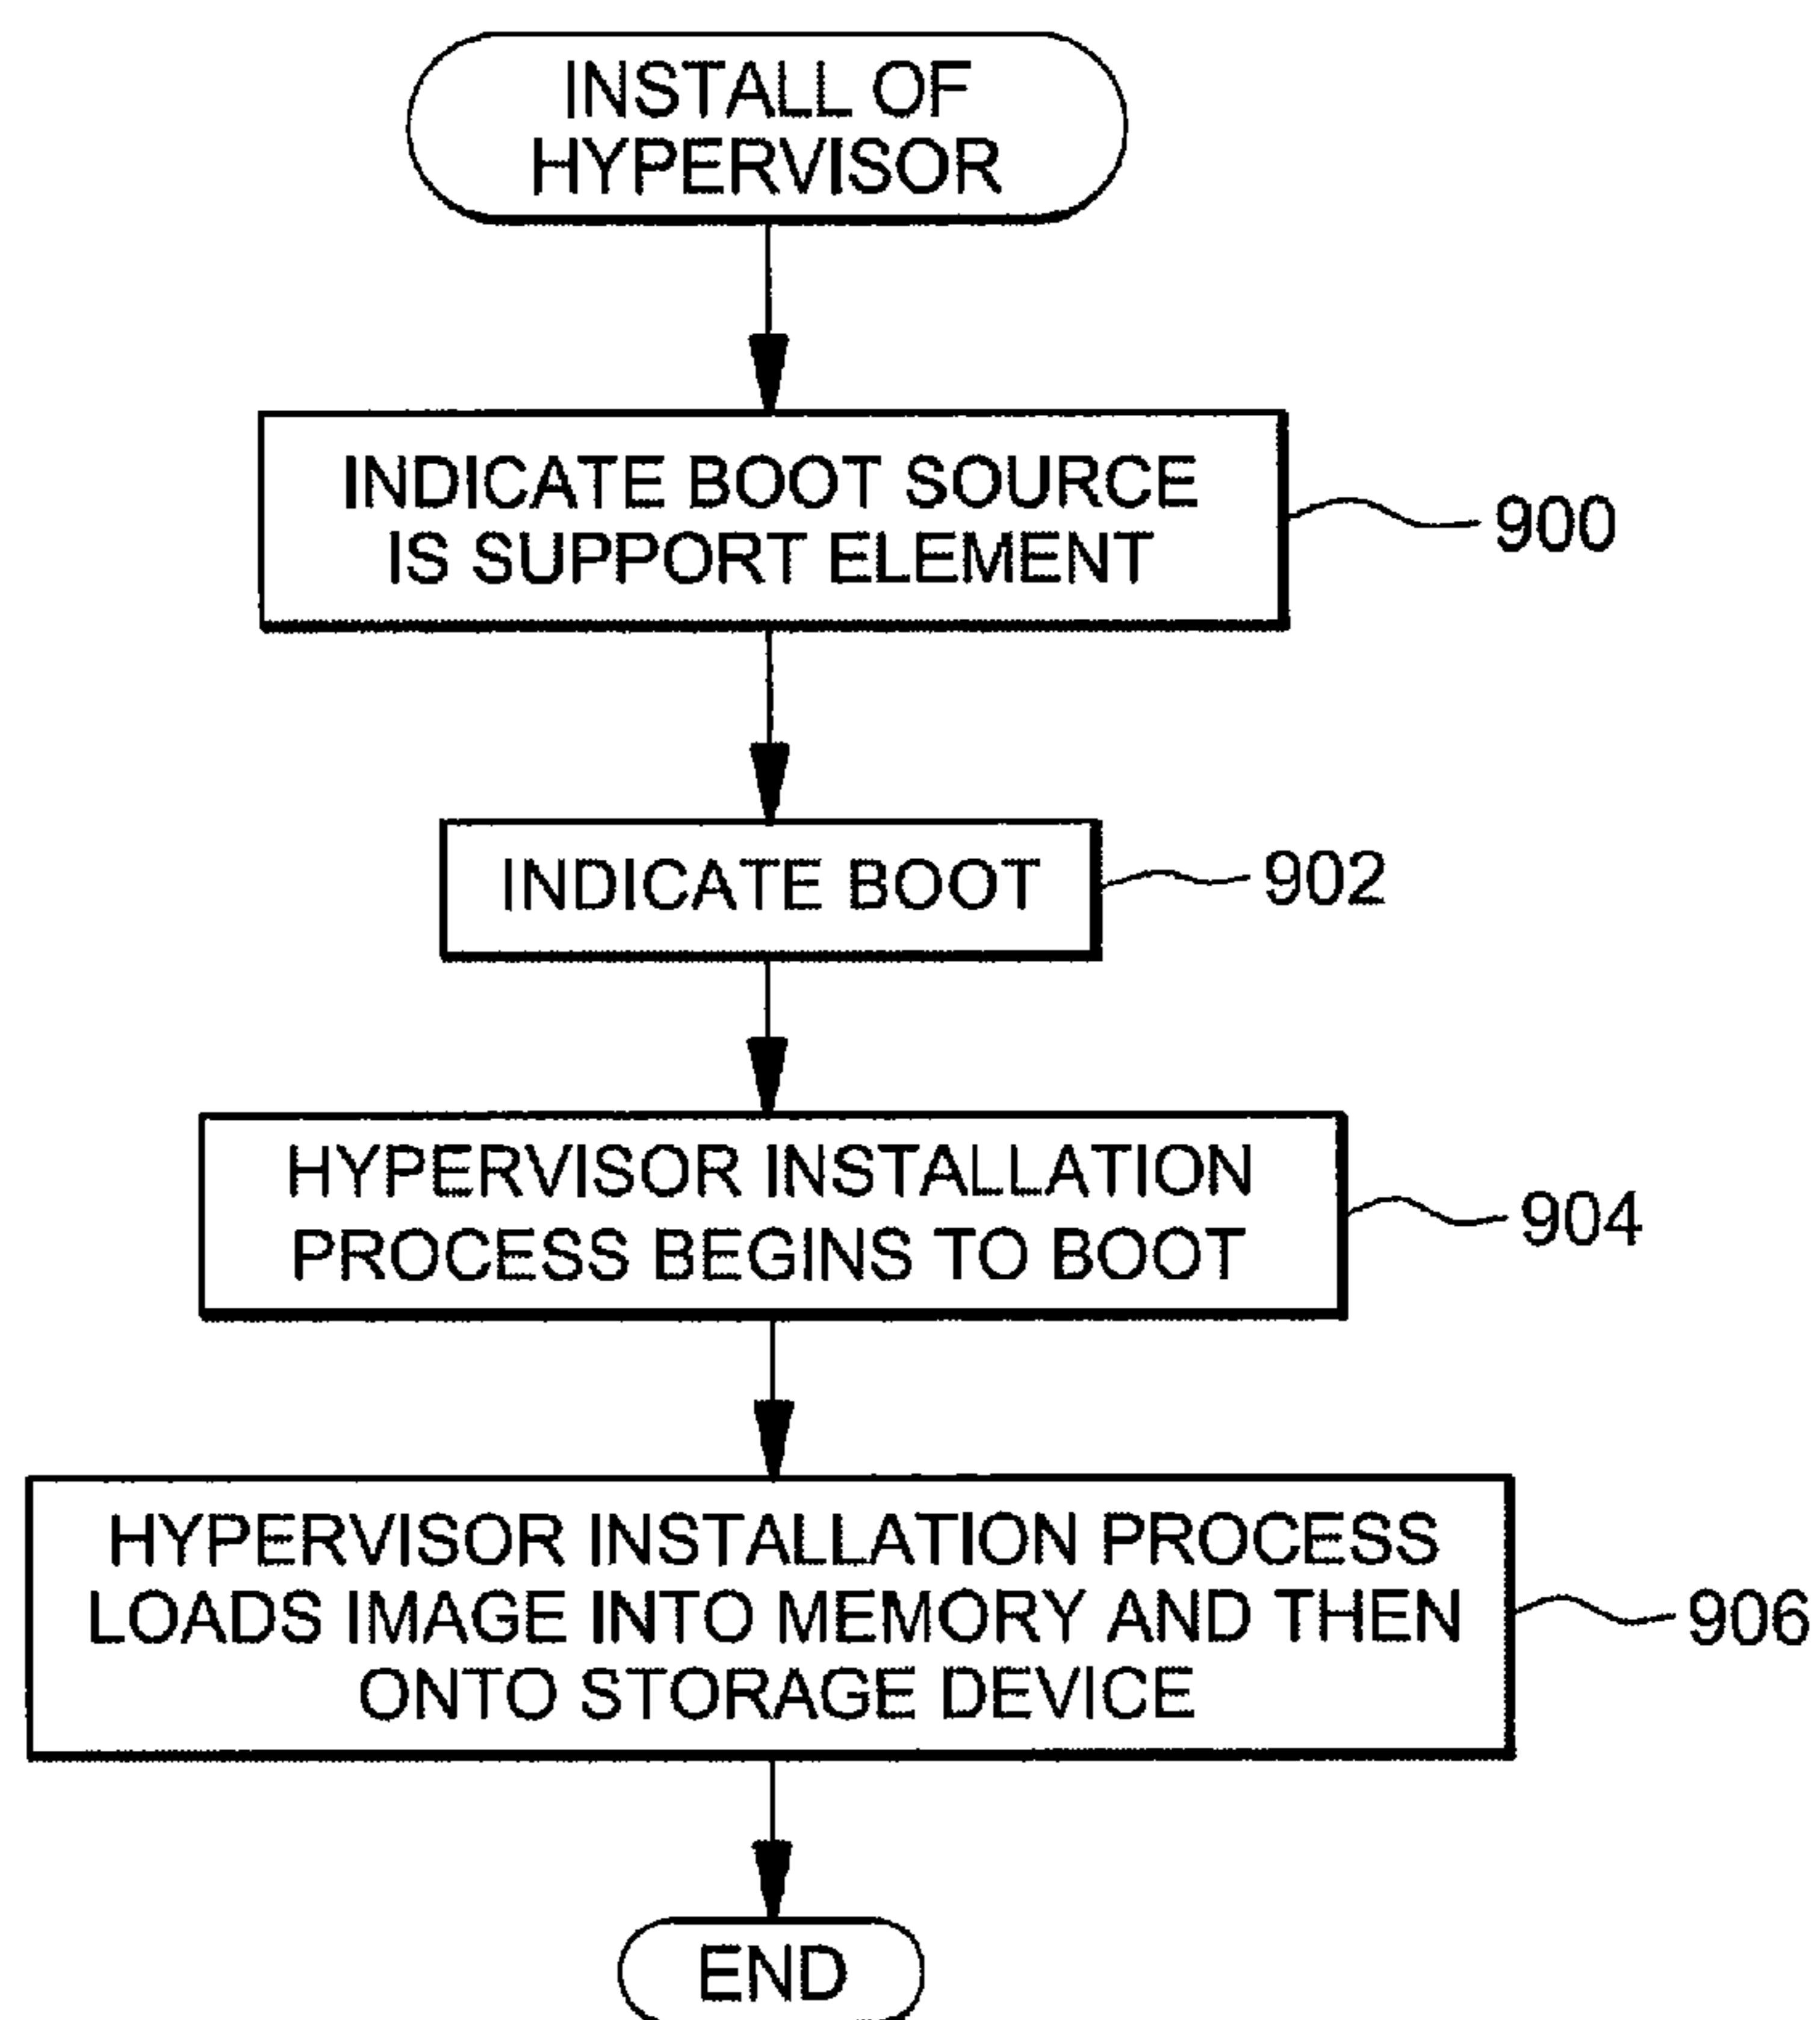 INSTALL OF
HYPERVISOR
INDICATE BOOT SOURCE
IS SUPPORT ELEMENT
900
INDICATE BOOT
902
HYPERVISOR INSTALLATION
PROCESS BEGINS TO BOOT
904
HYPERVISOR INSTALLATION PROCESS
LOADS IMAGE INTO MEMORY AND THEN
ONTO STORAGE DEVICE
906
END